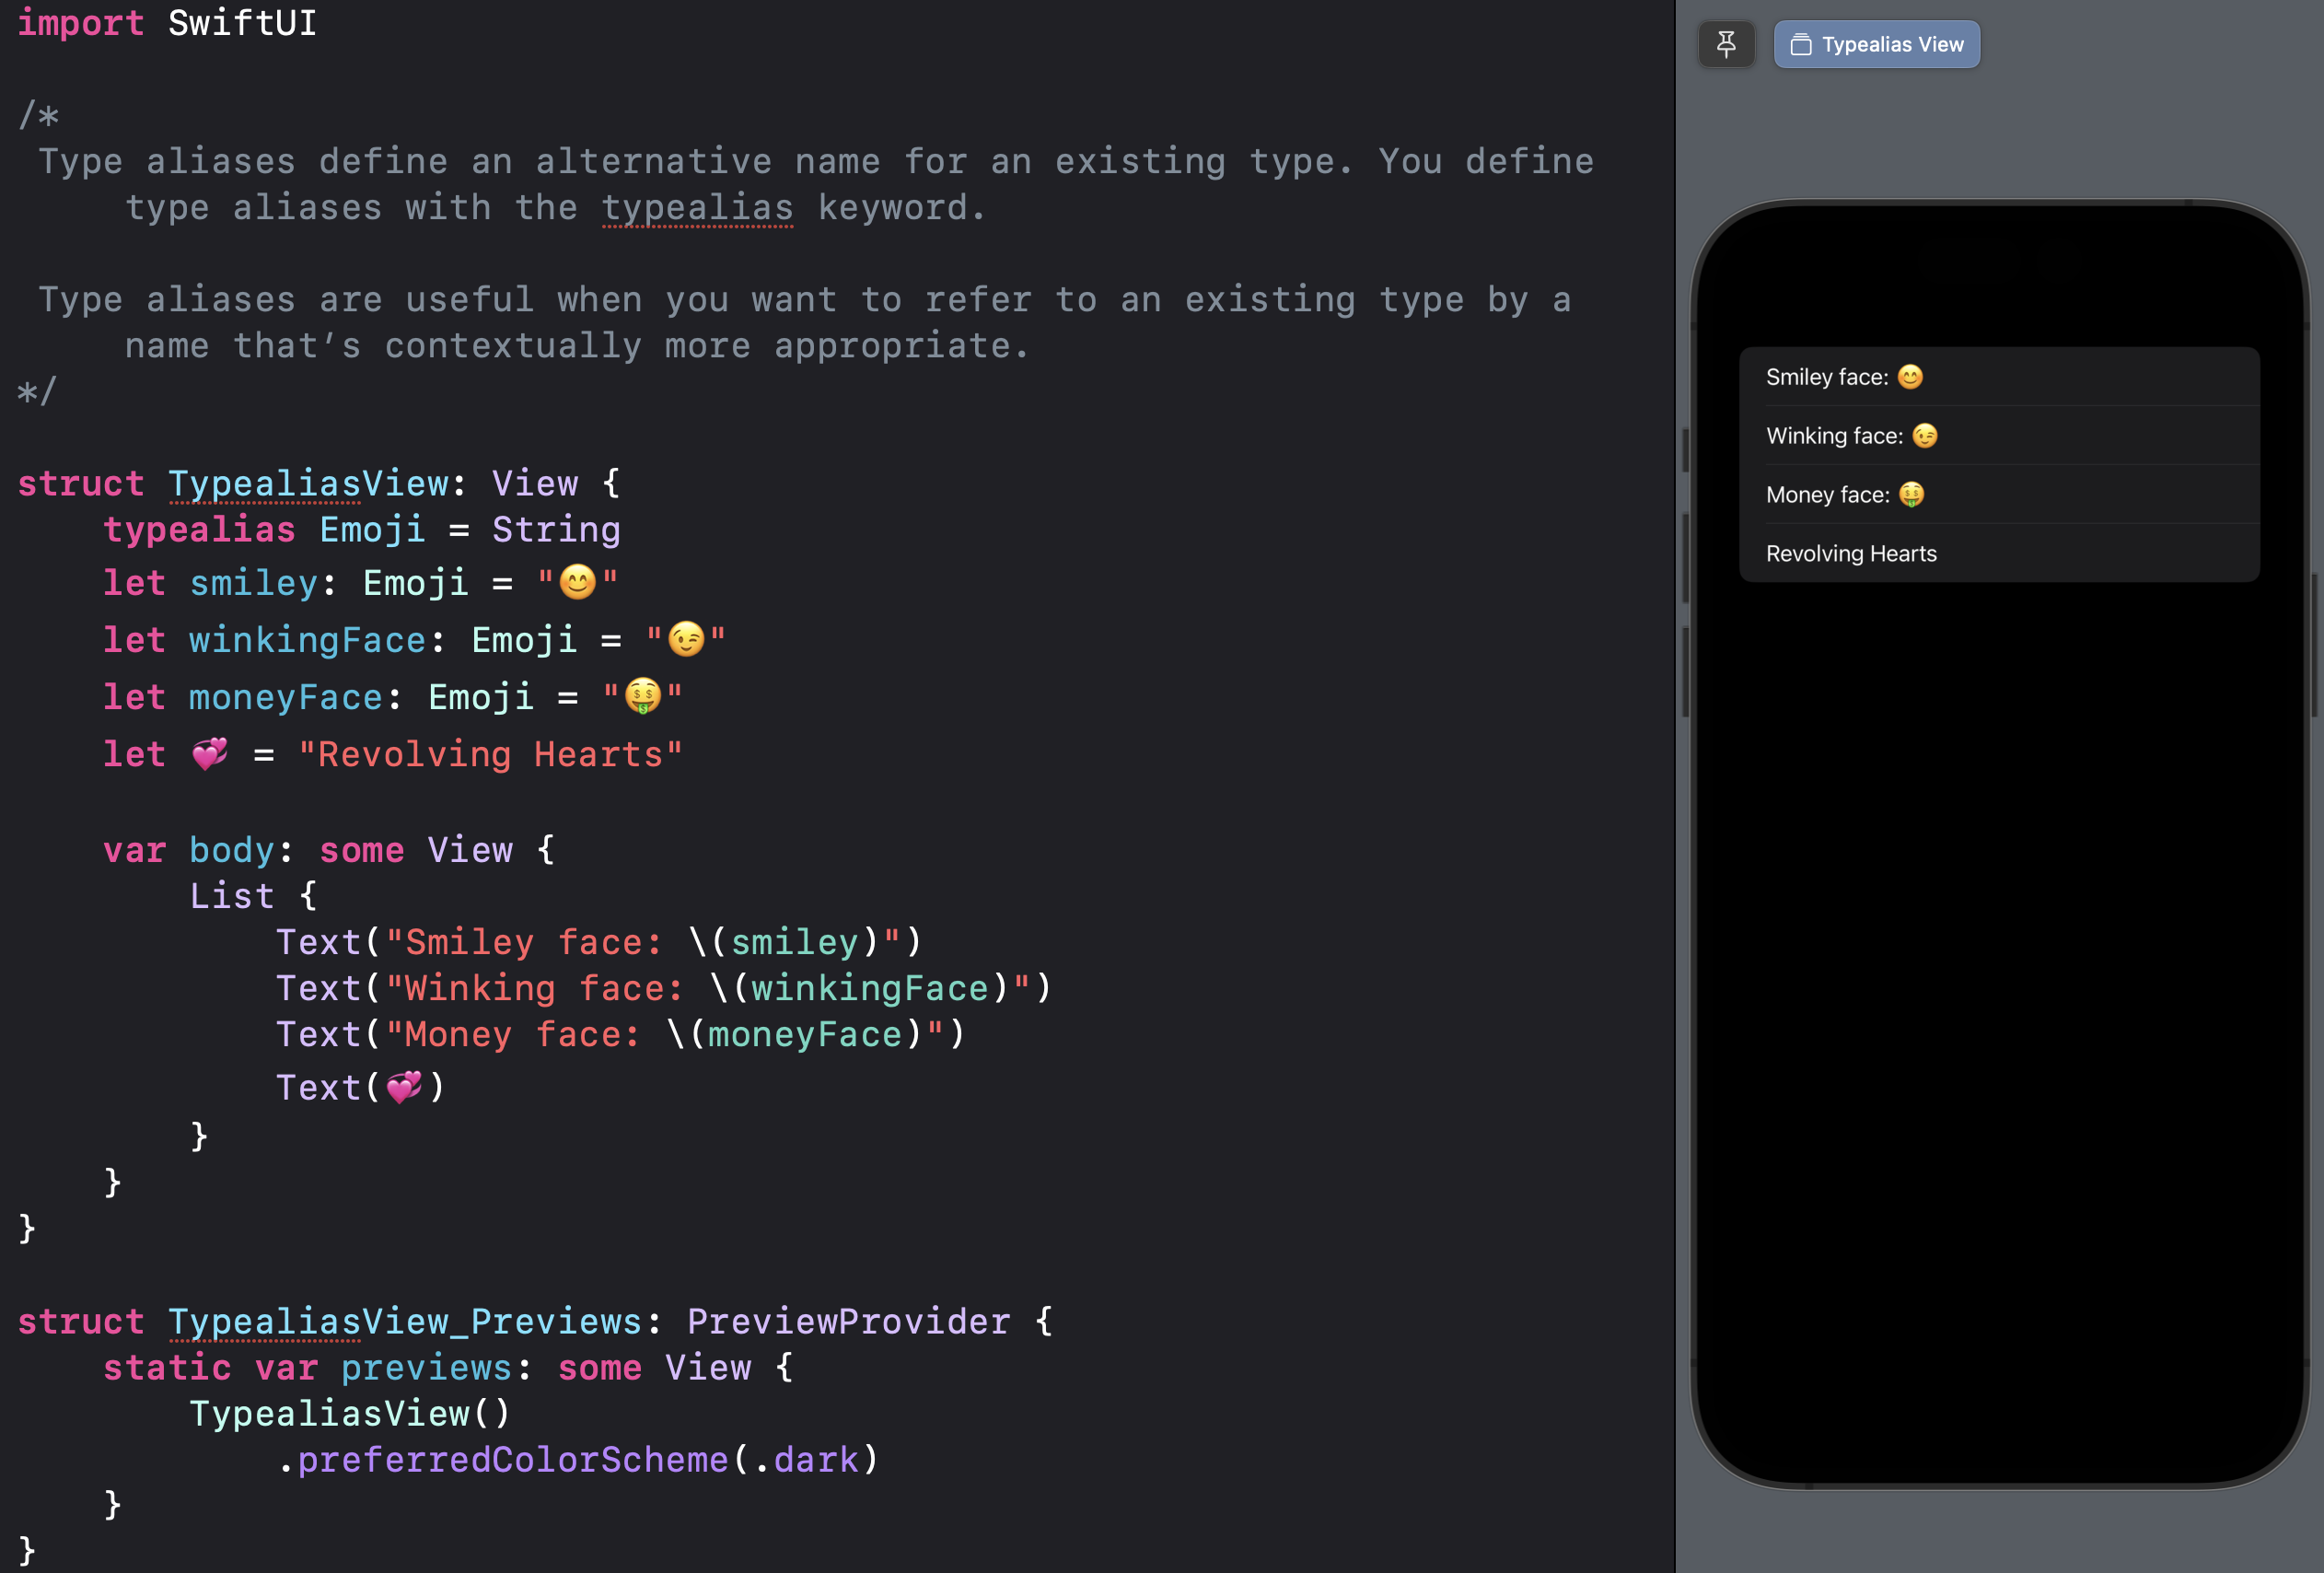 import SwiftUI
/*
Type aliases define an alternative name for an existing type. You define
type aliases with the typealias keyword.
Type aliases are useful when you want to refer to an existing type by a
name that’s contextually more appropriate.
*/
struct TypealiasView: View {
typealias Emoji = String
let smiley: Emoji = "😊"
let winkingFace: Emoji = "😉"
let moneyFace: Emoji = "🤑"
let 💞 = "Revolving Hearts"
var body: some View {
List {
Text("Smiley face: \(smiley)")
Text("Winking face: \(winkingFace)")
Text("Money face: \(moneyFace)")
Text(💞)
}
}
}
struct TypealiasView_Previews: PreviewProvider {
static var previews: some View {
TypealiasView()
.preferredColorScheme(.dark)
}
}
Typealias View
Smiley face: 😊
Winking face: 😉
Money face: 🤑
Revolving Hearts